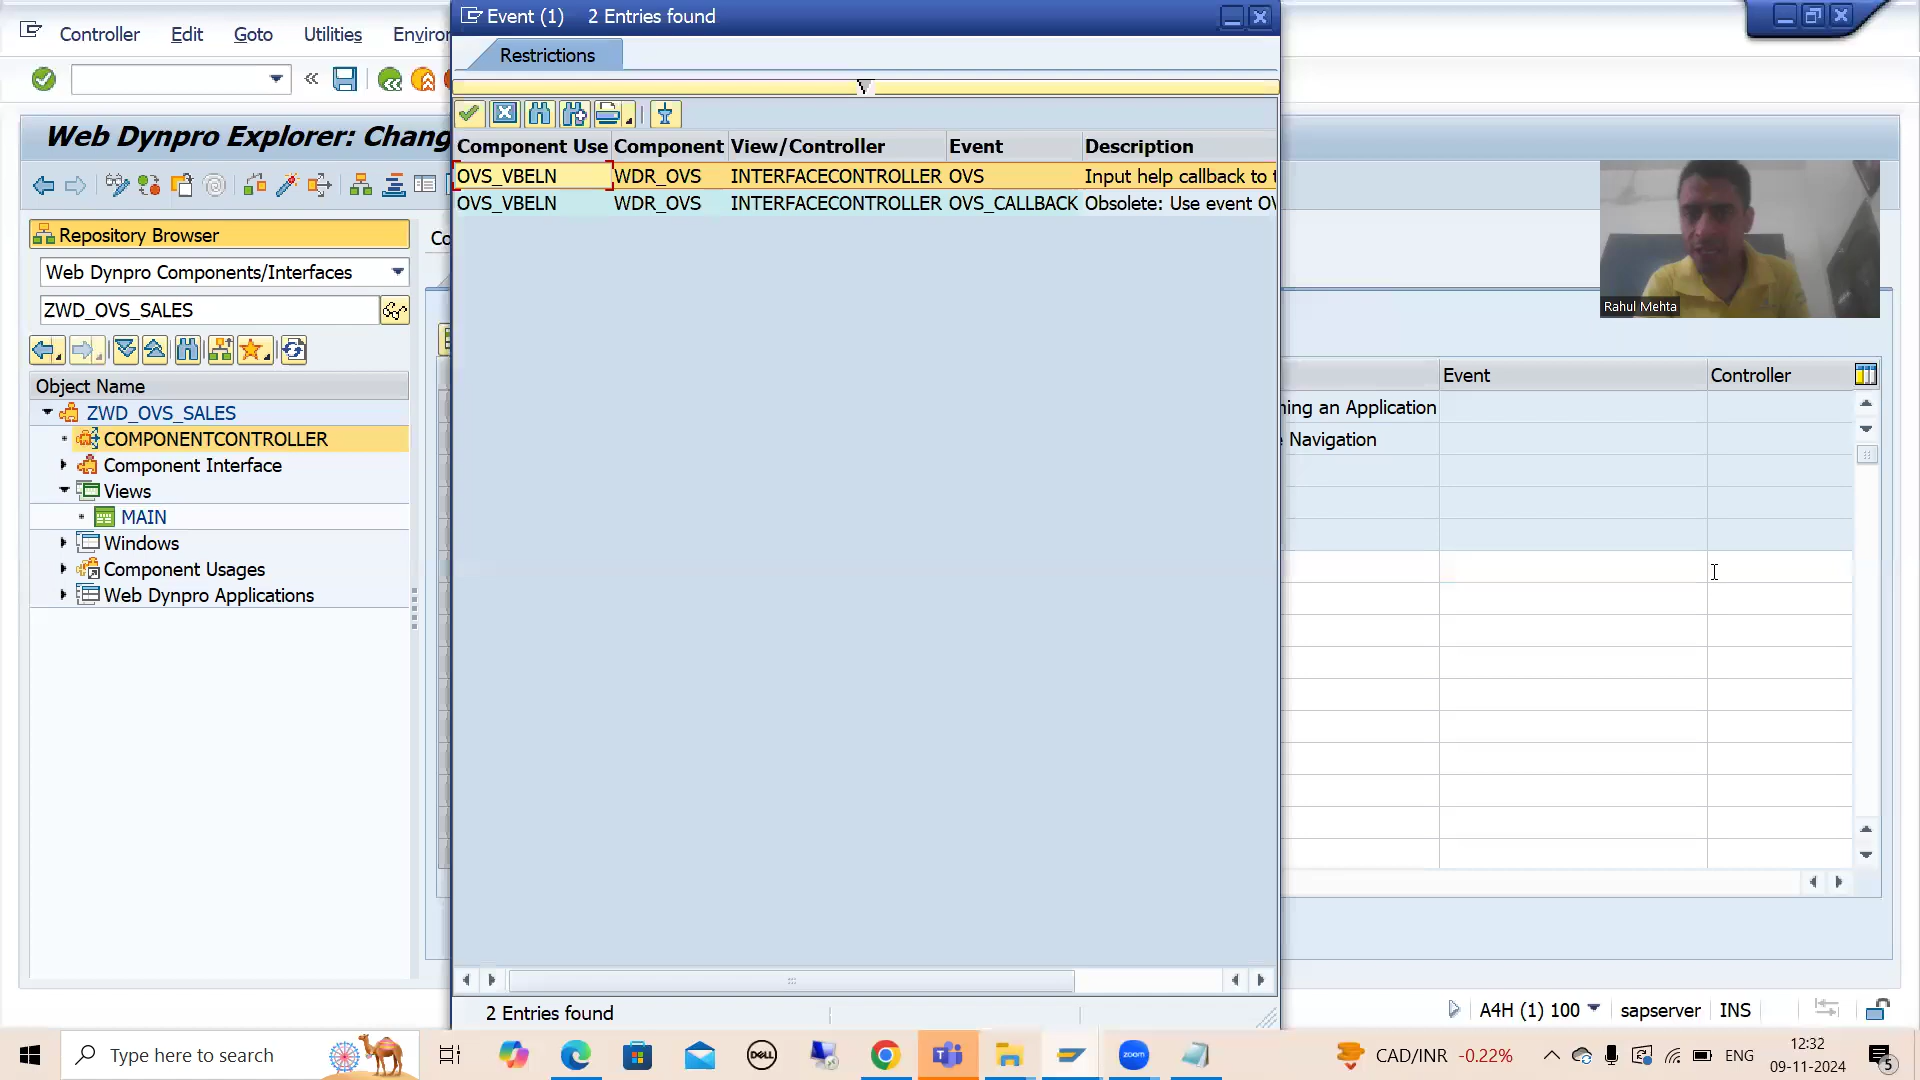 Event (1) 2 Entries found
Controller Edit Goto Utilities
Restrictions
Web Dynpro Explorer:
Component Use Component View/Controller Event Description
OVS_VBELN WDR_OVS INTERFACECONTROLLER OVS Input help callback to
OVS_VBELN WDR_OVS INTERFACECONTROLLER OVS_CALLBACK Obsolete: Use event
Rahul Mehta
Repository Browser
Web Dynpro Components/Interfaces
ZWD_OVS_SALES
Object Name
ZWD_OVS_SALES
COMPONENTCONTROLLER
Component Interface
Views
MAIN
Windows
Component Usages
Web Dynpro Applications
Event Controller
an Application
Navigation
2 Entries found
A4H (1) 100 sapserver INS
Type here to search
DELL
zoom
CAD/INR -0.22%
ENG
12:32
09-11-2024
5